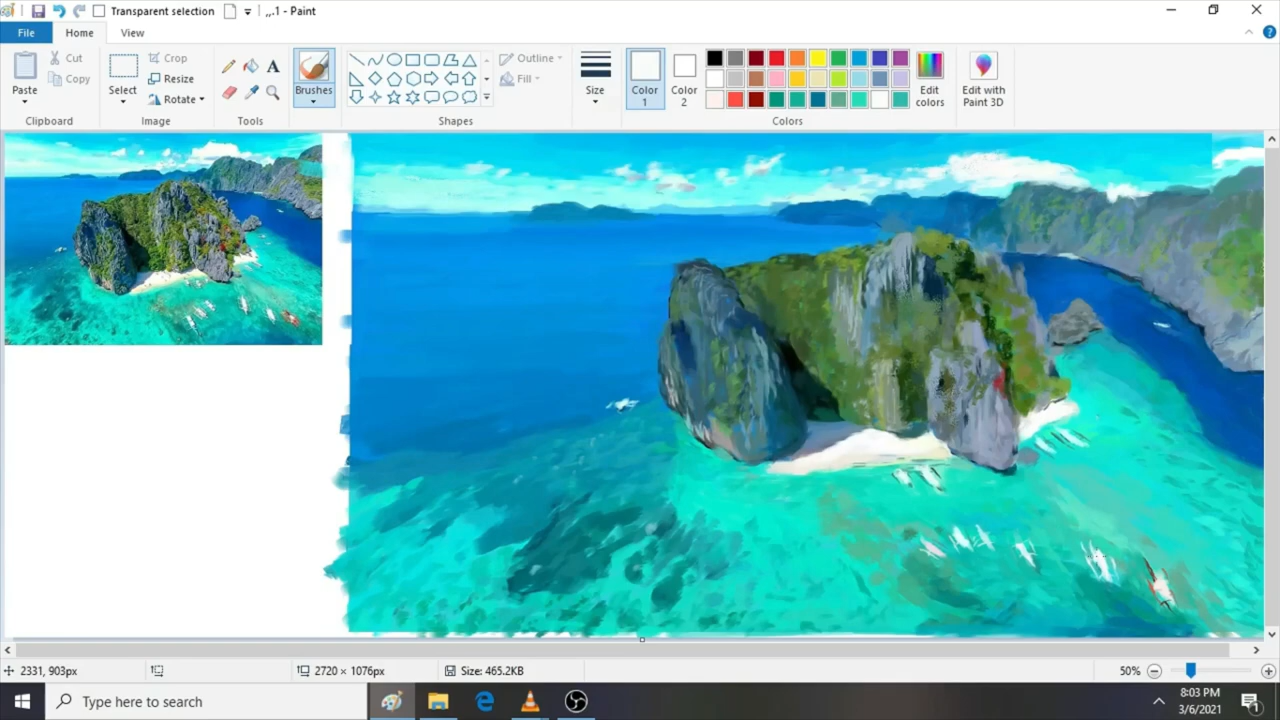 Transparent selection
,,.1 - Paint
File
Home
View
Paste
Cut
Copy
Clipboard
Select
Crop
Resize
Rotate
Image
A
Tools
Brushes
Outline
Fill
Shapes
Size
Color 1
Color 2
Edit colors
Colors
Edit with Paint 3D
2331, 903px
2720 × 1076px
Size: 465.2KB
50%
Type here to search
8:03 PM
3/6/2021
1